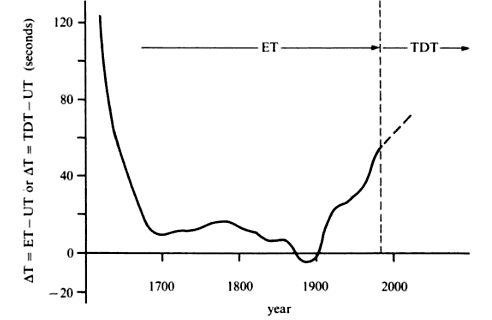 ΔT = ET – UT or ΔT = TDT – UT (seconds)
120
80
40
0
–20
ET
TDT
1700
1800
1900
2000
year